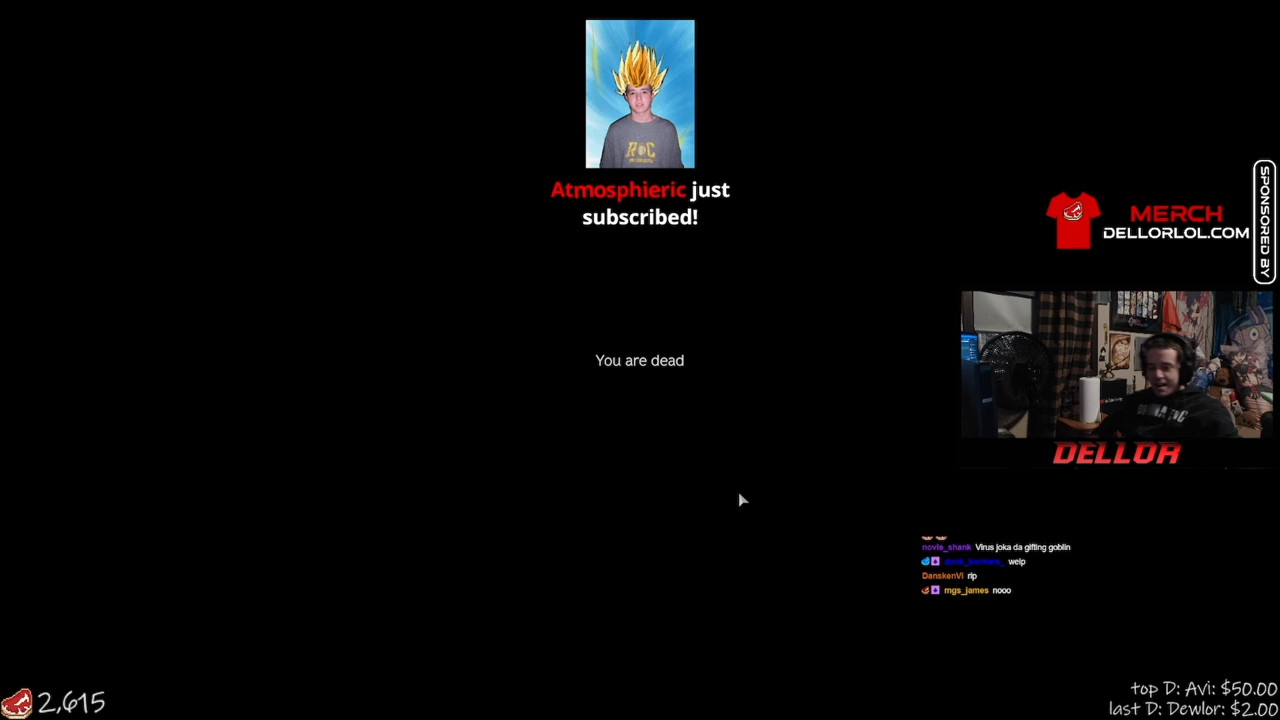 ROC
Atmosphieric just
subscribed!
MERCH
DELLORLOL.COM
SPONSORED BY
You are dead
DELLOR
novie_shank Virus joka da gifting goblin
welp
DanskenVI rip
mgs_james nooo
2,615
top D: Avi: $50.00
last D: Dewlor: $2.00